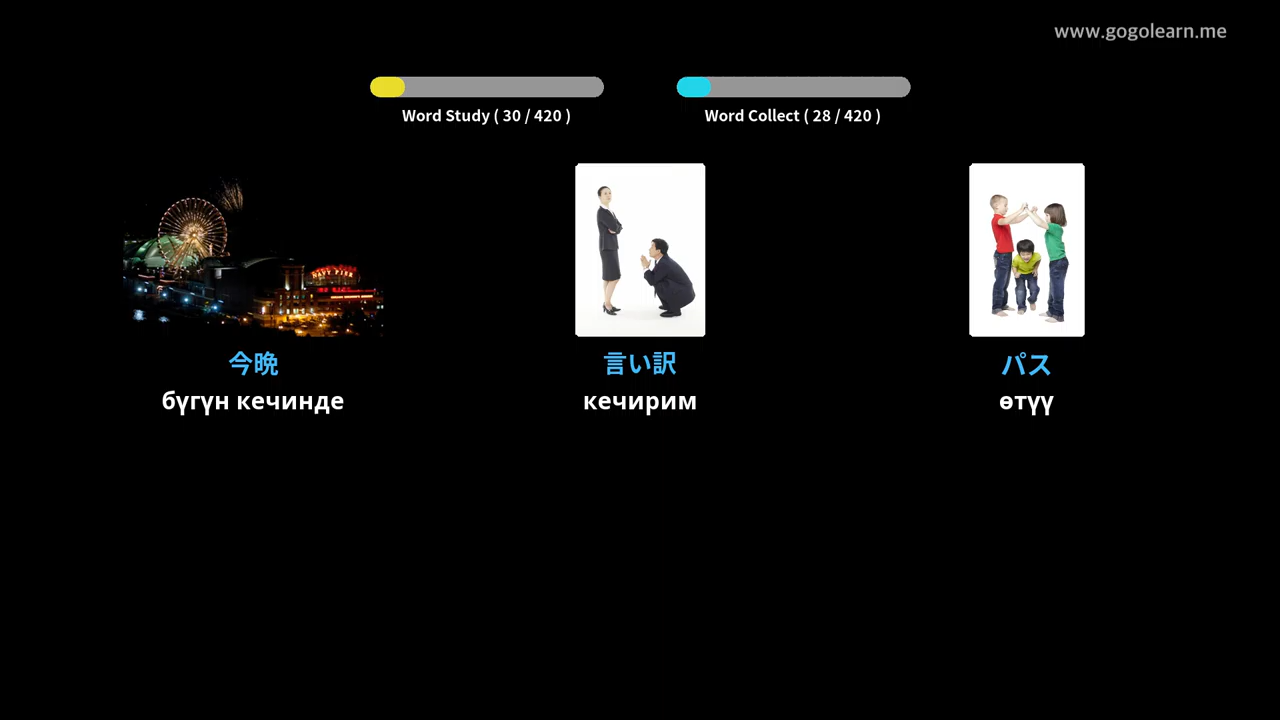 www.gogolearn.me
Word Study ( 30 / 420 )
Word Collect ( 28 / 420 )
今晩
бүгүн кечинде
言い訳
кечирим
パス
өтүү